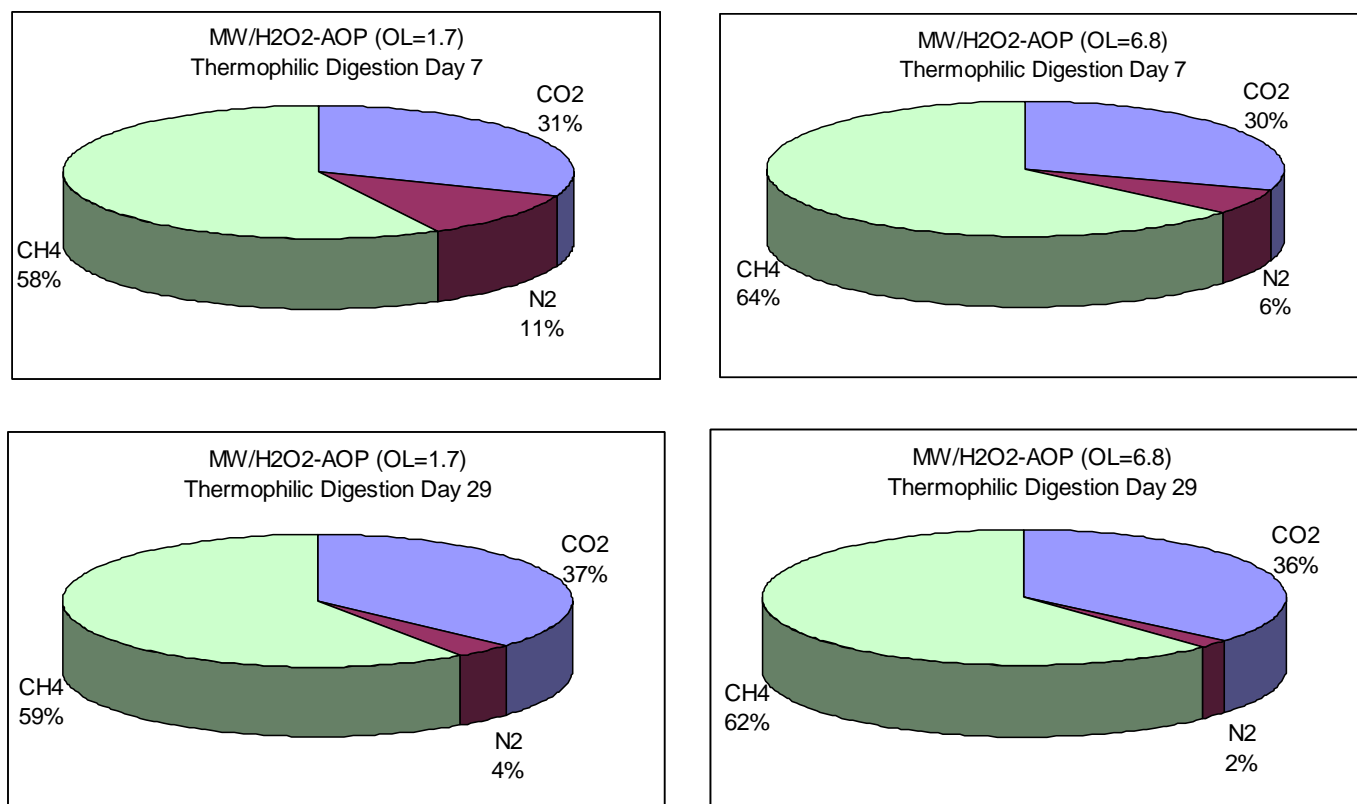 MW/H2O2-AOP (OL=1.7)
Thermophilic Digestion Day 7
CO2
31%
CH4
58%
N2
11%
MW/H2O2-AOP (OL=6.8)
Thermophilic Digestion Day 7
CO2
30%
CH4
64%
N2
6%
MW/H2O2-AOP (OL=1.7)
Thermophilic Digestion Day 29
CO2
37%
CH4
59%
N2
4%
MW/H2O2-AOP (OL=6.8)
Thermophilic Digestion Day 29
CO2
36%
CH4
62%
N2
2%